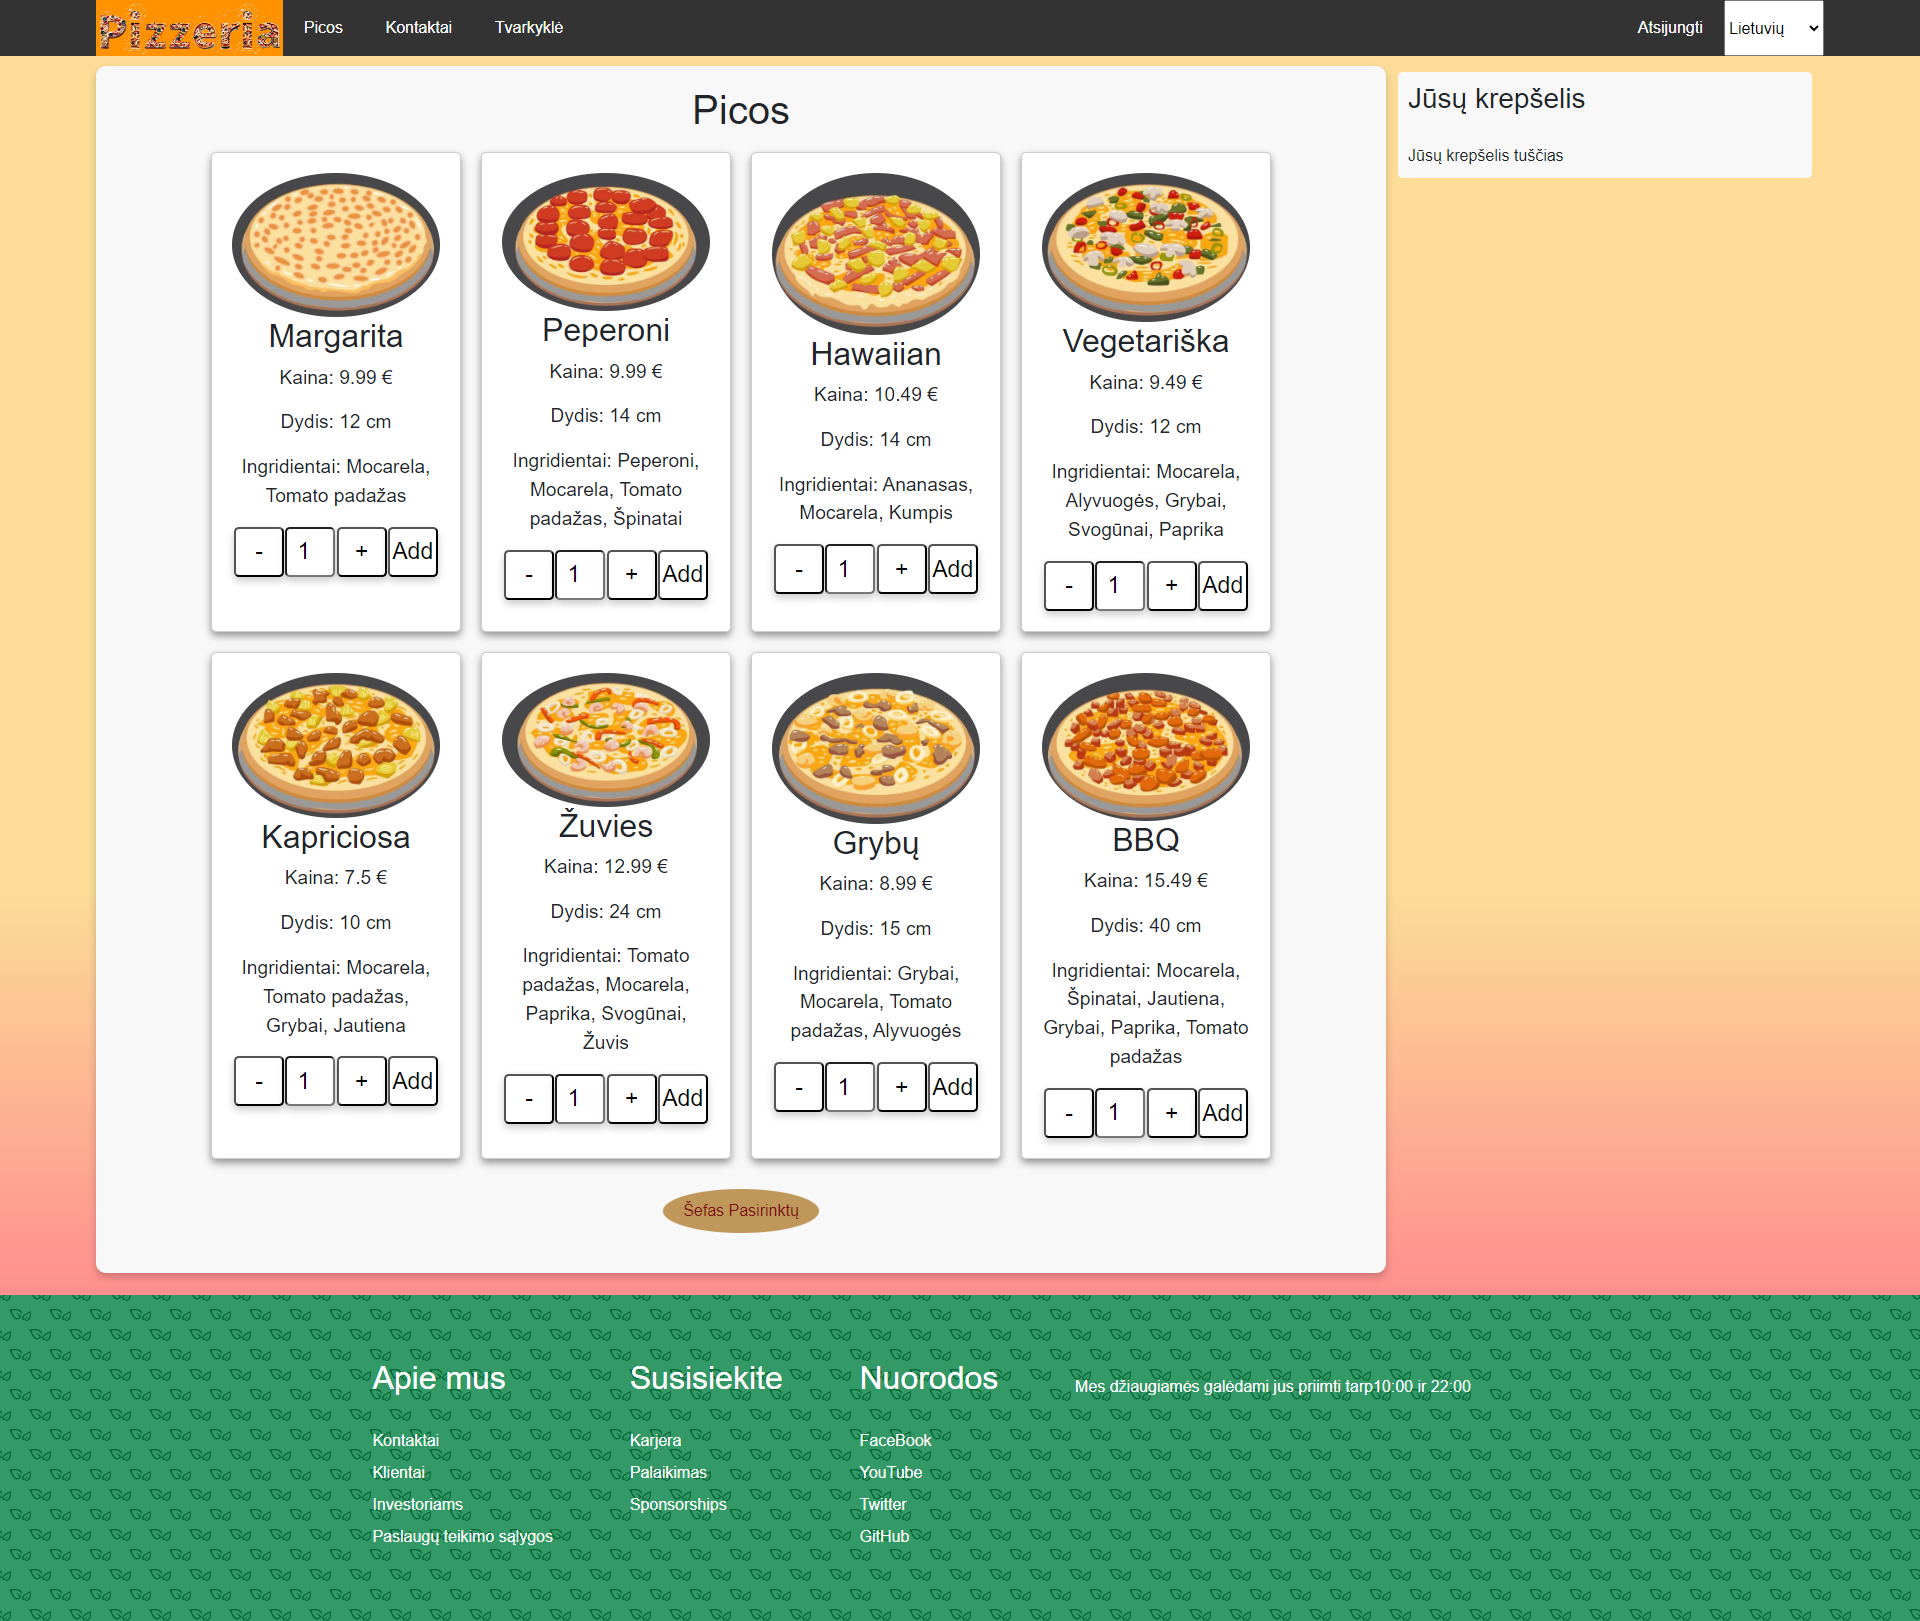 Pizzeria
Picos
Kontaktai
Tvarkyklė
Atsijungti
Lietuvių
Picos
Jūsų krepšelis
Jūsų krepšelis tuščias
Margarita
Kaina: 9.99 €
Dydis: 12 cm
Ingridientai: Mocarela,
Tomato padažas
- 1 + Add
Peperoni
Kaina: 9.99 €
Dydis: 14 cm
Ingridientai: Peperoni,
Mocarela, Tomato
padažas, Špinatai
- 1 + Add
Hawaiian
Kaina: 10.49 €
Dydis: 14 cm
Ingridientai: Ananasas,
Mocarela, Kumpis
- 1 + Add
Vegetariška
Kaina: 9.49 €
Dydis: 12 cm
Ingridientai: Mocarela,
Alyvuogės, Grybai,
Svogūnai, Paprika
- 1 + Add
Kapriciosa
Kaina: 7.5 €
Dydis: 10 cm
Ingridientai: Mocarela,
Tomato padažas,
Grybai, Jautiena
- 1 + Add
Žuvies
Kaina: 12.99 €
Dydis: 24 cm
Ingridientai: Tomato
padažas, Mocarela,
Paprika, Svogūnai,
Žuvis
- 1 + Add
Grybų
Kaina: 8.99 €
Dydis: 15 cm
Ingridientai: Grybai,
Mocarela, Tomato
padažas, Alyvuogės
- 1 + Add
BBQ
Kaina: 15.49 €
Dydis: 40 cm
Ingridientai: Mocarela,
Špinatai, Jautiena,
Grybai, Paprika, Tomato
padažas
- 1 + Add
Šefas Pasirinktų
Apie mus
Kontaktai
Klientai
Investoriams
Paslaugų teikimo sąlygos
Susisiekite
Karjera
Palaikimas
Sponsorships
Nuorodos
FaceBook
YouTube
Twitter
GitHub
Mes džiaugiamės galėdami jus priimti tarp10:00 ir 22:00